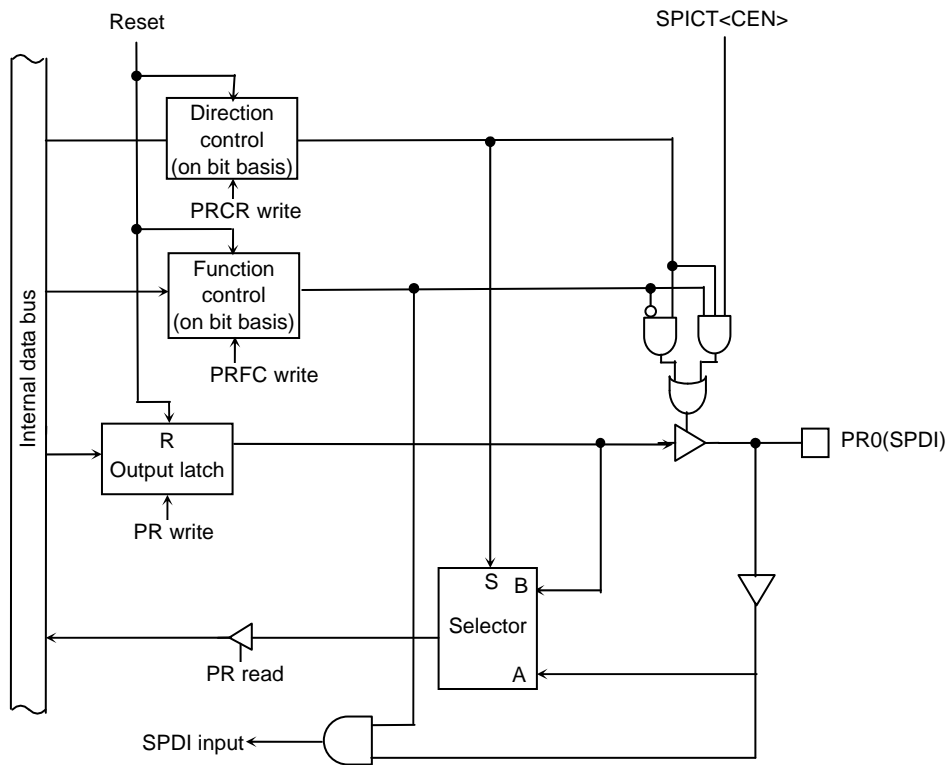 Reset
SPICT<CEN>
Direction
control
(on bit basis)
PRCR write
Function
control
(on bit basis)
PRFC write
Internal data bus
R
Output latch
PR write
PR0(SPDI)
S
B
Selector
A
PR read
SPDI input